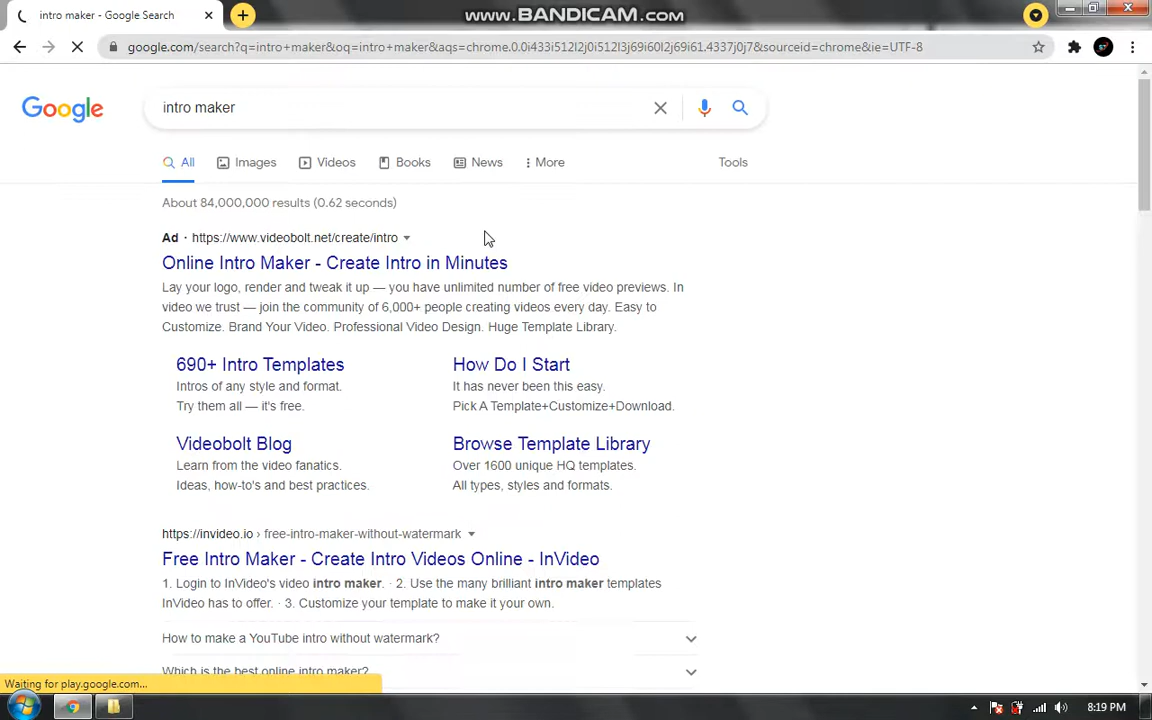 intro maker - Google Search
www.BANDICAM.com
google.com/search?q=intro+maker&oq=intro+maker&aqs=chrome.0.0i433i512l2j0i512l3j69i60l2j69i61.4337j0j7&sourceid=chrome&ie=UTF-8
Google
intro maker
All Images Videos Books News More Tools
About 84,000,000 results (0.62 seconds)
Ad · https://www.videobolt.net/create/intro
Online Intro Maker - Create Intro in Minutes
Lay your logo, render and tweak it up — you have unlimited number of free video previews. In
video we trust — join the community of 6,000+ people creating videos every day. Easy to
Customize. Brand Your Video. Professional Video Design. Huge Template Library.
690+ Intro Templates
Intros of any style and format.
Try them all — it's free.
How Do I Start
It has never been this easy.
Pick A Template+Customize+Download.
Videobolt Blog
Learn from the video fanatics.
Ideas, how-to's and best practices.
Browse Template Library
Over 1600 unique HQ templates.
All types, styles and formats.
https://invideo.io › free-intro-maker-without-watermark
Free Intro Maker - Create Intro Videos Online - InVideo
1. Login to InVideo's video intro maker. · 2. Use the many brilliant intro maker templates
InVideo has to offer. · 3. Customize your template to make it your own.
How to make a YouTube intro without watermark?
Which is the best online intro maker?
Waiting for play.google.com...
8:19 PM